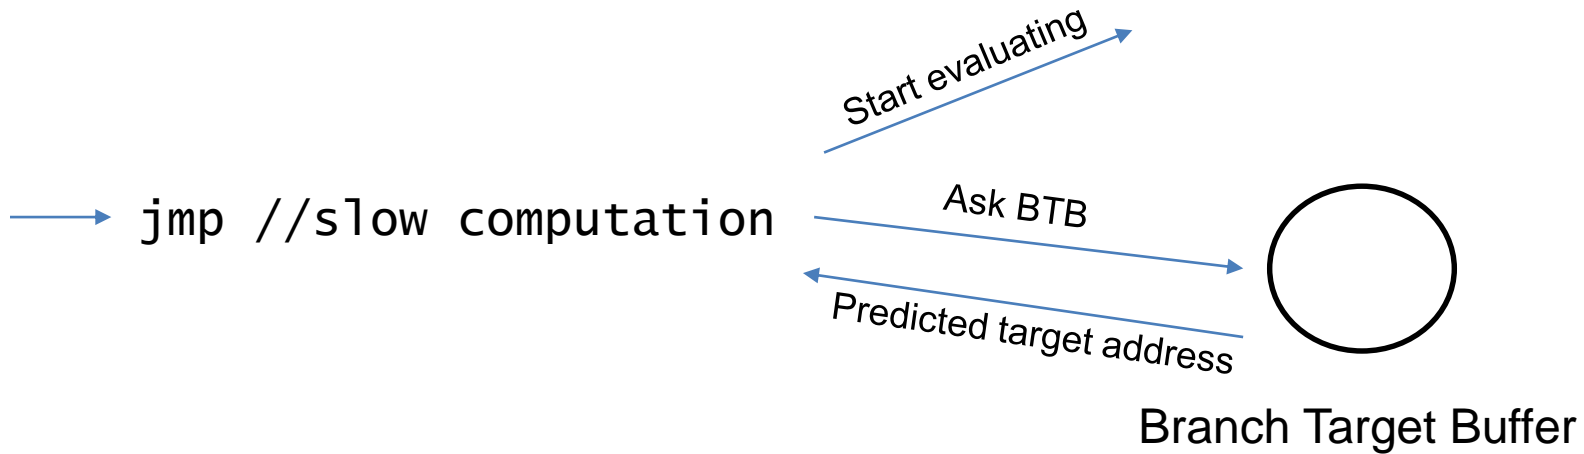 Start evaluating
jmp //slow computation
Ask BTB
Predicted target address
Branch Target Buffer